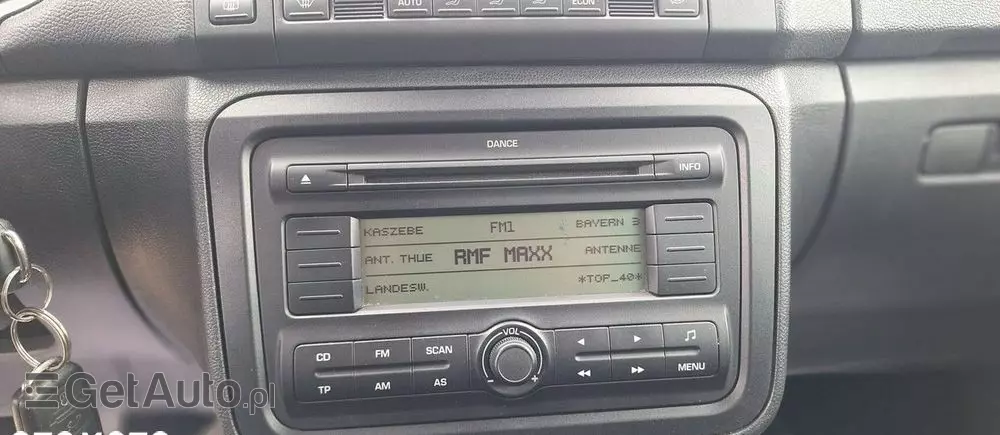 AUTO ECON
DANCE
INFO
KASZEBE FM1 BAYERN 3
ANT. THUE RMF MAXX ANTENNE
LANDESW. *TOP_40*
VOL
CD FM SCAN
TP AM AS MENU
- +
GetAuto.pl